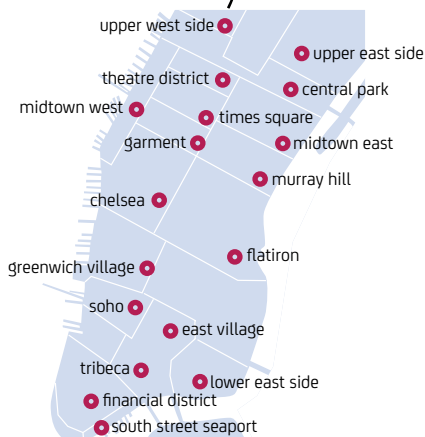 upper west side
upper east side
theatre district
central park
midtown west
times square
garment
midtown east
murray hill
chelsea
flatiron
greenwich village
soho
east village
tribeca
lower east side
financial district
south street seaport